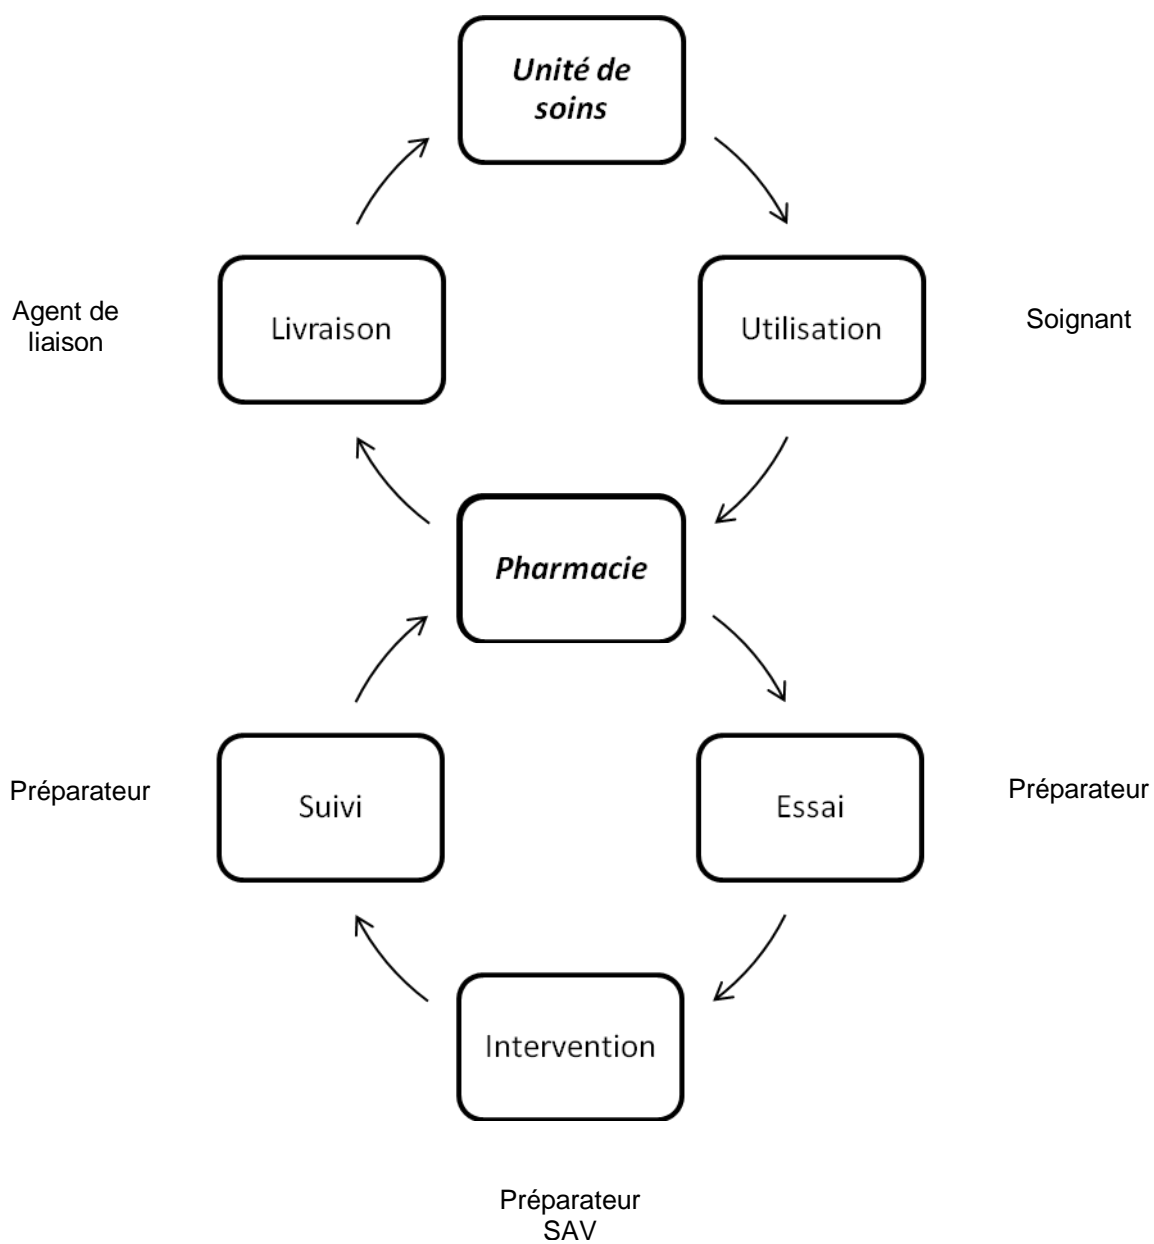 Unité de
soins
Agent de
liaison
Livraison
Utilisation
Soignant
Pharmacie
Préparateur
Suivi
Essai
Préparateur
Intervention
Préparateur
SAV